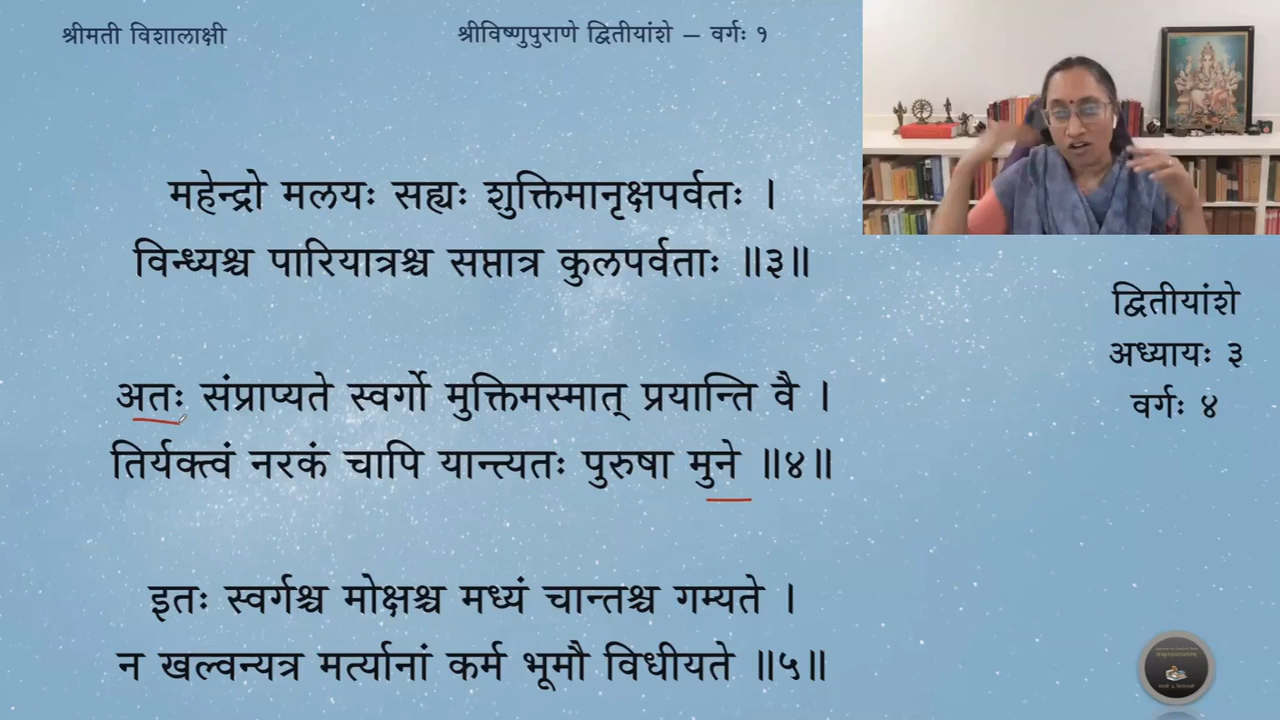 श्रीमती विशालाक्षी
श्रीविष्णुपुराणे द्वितीयांशे – वर्गः १
महेन्द्रो मलयः सह्यः शुक्तिमानृक्षपर्वतः ।
विन्ध्यश्च पारियात्रश्च सप्तात्र कुलपर्वताः ॥३॥
अतः संप्राप्यते स्वर्गो मुक्तिमस्मात् प्रयान्ति वै ।
तिर्यक्त्वं नरकं चापि यान्त्यतः पुरुषा मुने ॥४॥
इतः स्वर्गश्च मोक्षश्च मध्यं चान्तश्च गम्यते ।
न खल्वन्यत्र मर्त्यानां कर्म भूमौ विधीयते ॥५॥
द्वितीयांशे
अध्यायः ३
वर्गः ४